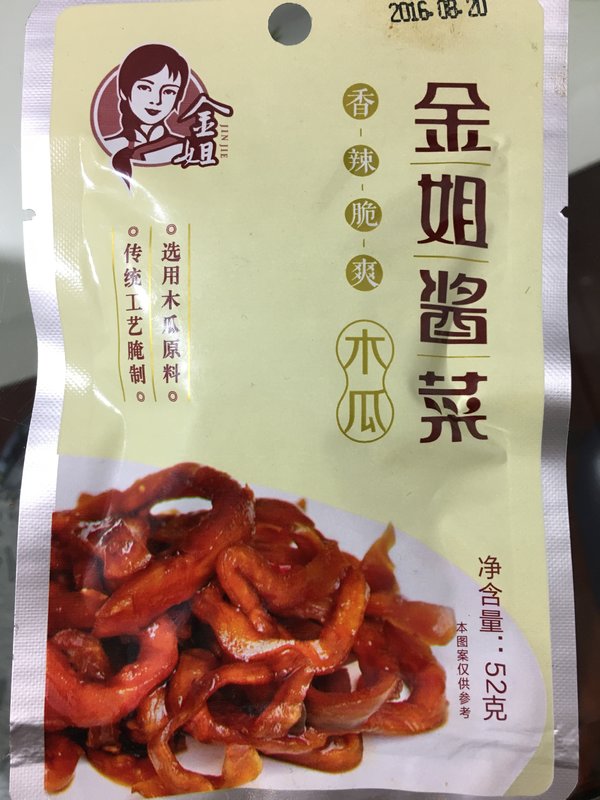 2016-08-20
金姐酱菜
香-辣-脆-爽
木瓜
金姐
JIN JIE
选用木瓜原料
传统工艺腌制
净含量：52克
本图案仅供参考